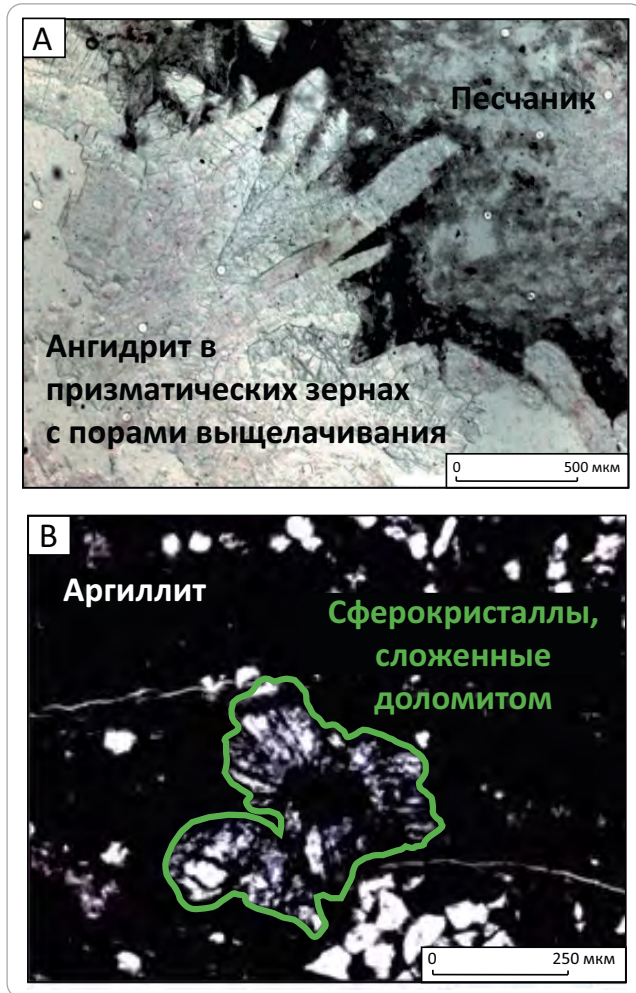 A
Песчаник
Ангидрит в
призматических зернах
с порами выщелачивания
0 500 мкм
B
Аргиллит
Сферокристаллы,
сложенные
доломитом
0 250 мкм